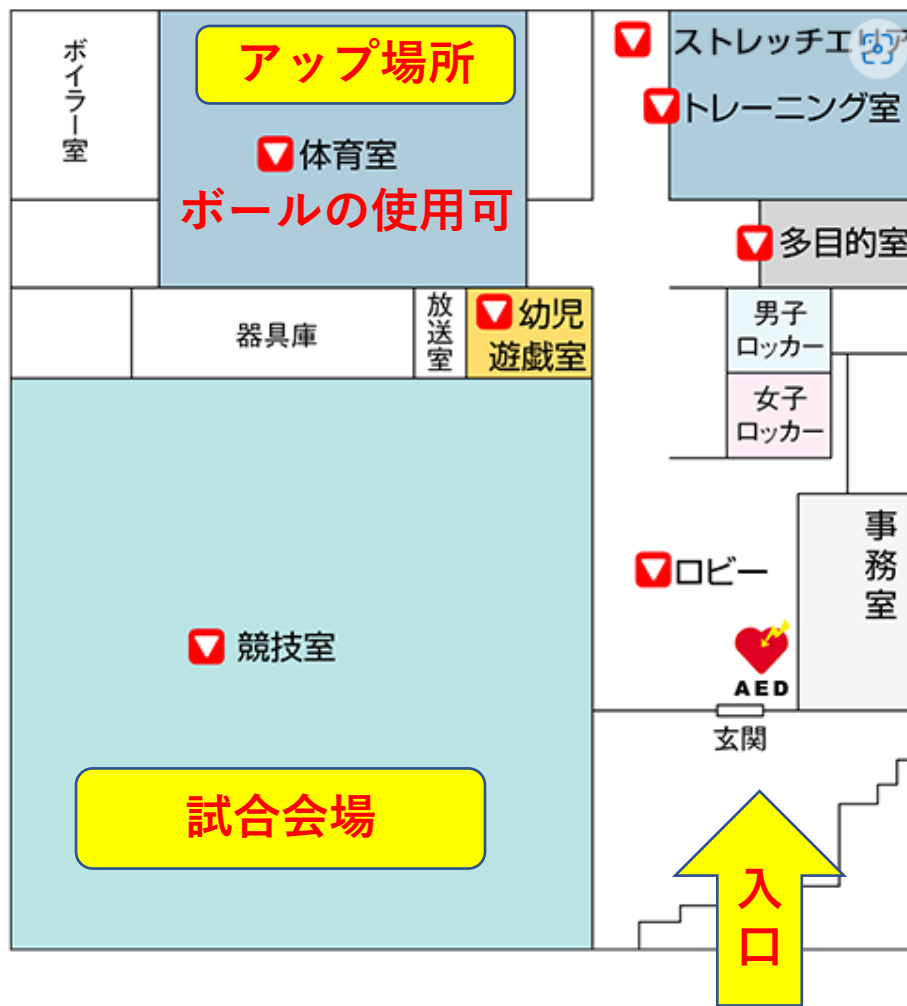 ボイラー室
アップ場所
体育室
ボールの使用可
ストレッチエリア
トレーニング室
多目的室
器具庫
放送室
幼児
遊戯室
男子
ロッカー
女子
ロッカー
事務室
ロビー
AED
玄関
競技室
試合会場
入口